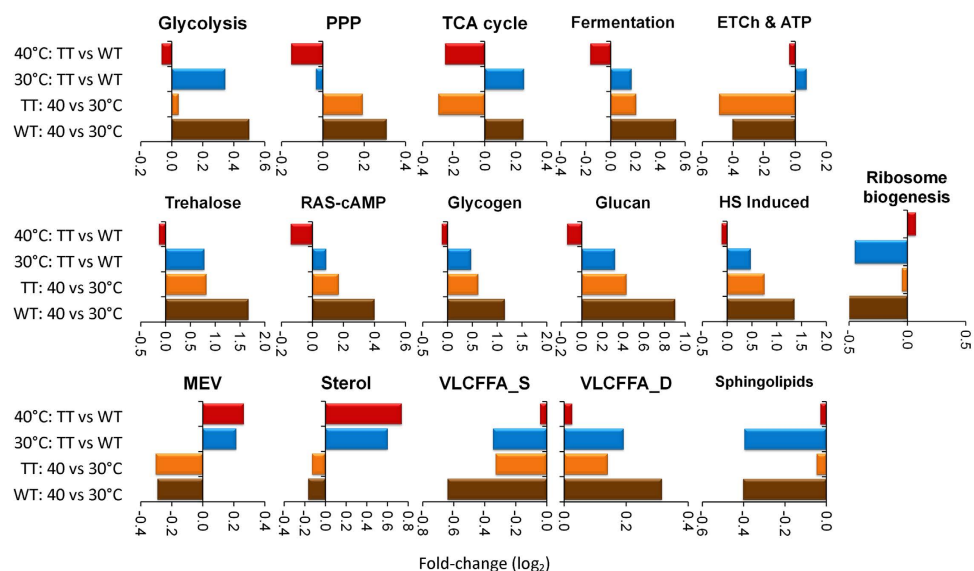 Glycolysis PPP TCA cycle Fermentation ETCh & ATP
40°C: TT vs WT
30°C: TT vs WT
TT: 40 vs 30°C
WT: 40 vs 30°C
-0.2 0.0 0.2 0.4 0.6 -0.2 0.0 0.2 0.4 0.6 -0.4 -0.2 0.0 0.2 0.4 -0.2 0.0 0.2 0.4 0.6 -0.6 -0.4 -0.2 0.0 0.2
Trehalose RAS-cAMP Glycogen Glucan HS Induced Ribosome
biogenesis
40°C: TT vs WT
30°C: TT vs WT
TT: 40 vs 30°C
WT: 40 vs 30°C
-0.5 0.0 0.5 1.0 1.5 2.0 -0.2 0.0 0.2 0.4 0.6 -0.5 0.0 0.5 1.0 1.5 2.0 -0.2 0.0 0.2 0.4 0.6 0.8 1.0 -0.5 0.0 0.5 1.0 1.5 2.0 -0.5 0.0
MEV Sterol VLCFFA_S VLCFFA_D Sphingolipids
40°C: TT vs WT
30°C: TT vs WT
TT: 40 vs 30°C
WT: 40 vs 30°C
-0.4 -0.2 0.0 0.2 0.4 -0.4 -0.2 0.0 0.2 0.4 0.6 0.8 -0.8 -0.6 -0.4 -0.2 0.0 0.0 0.2 0.4 -0.6 -0.4 -0.2 0.0
Fold-change (log₂)